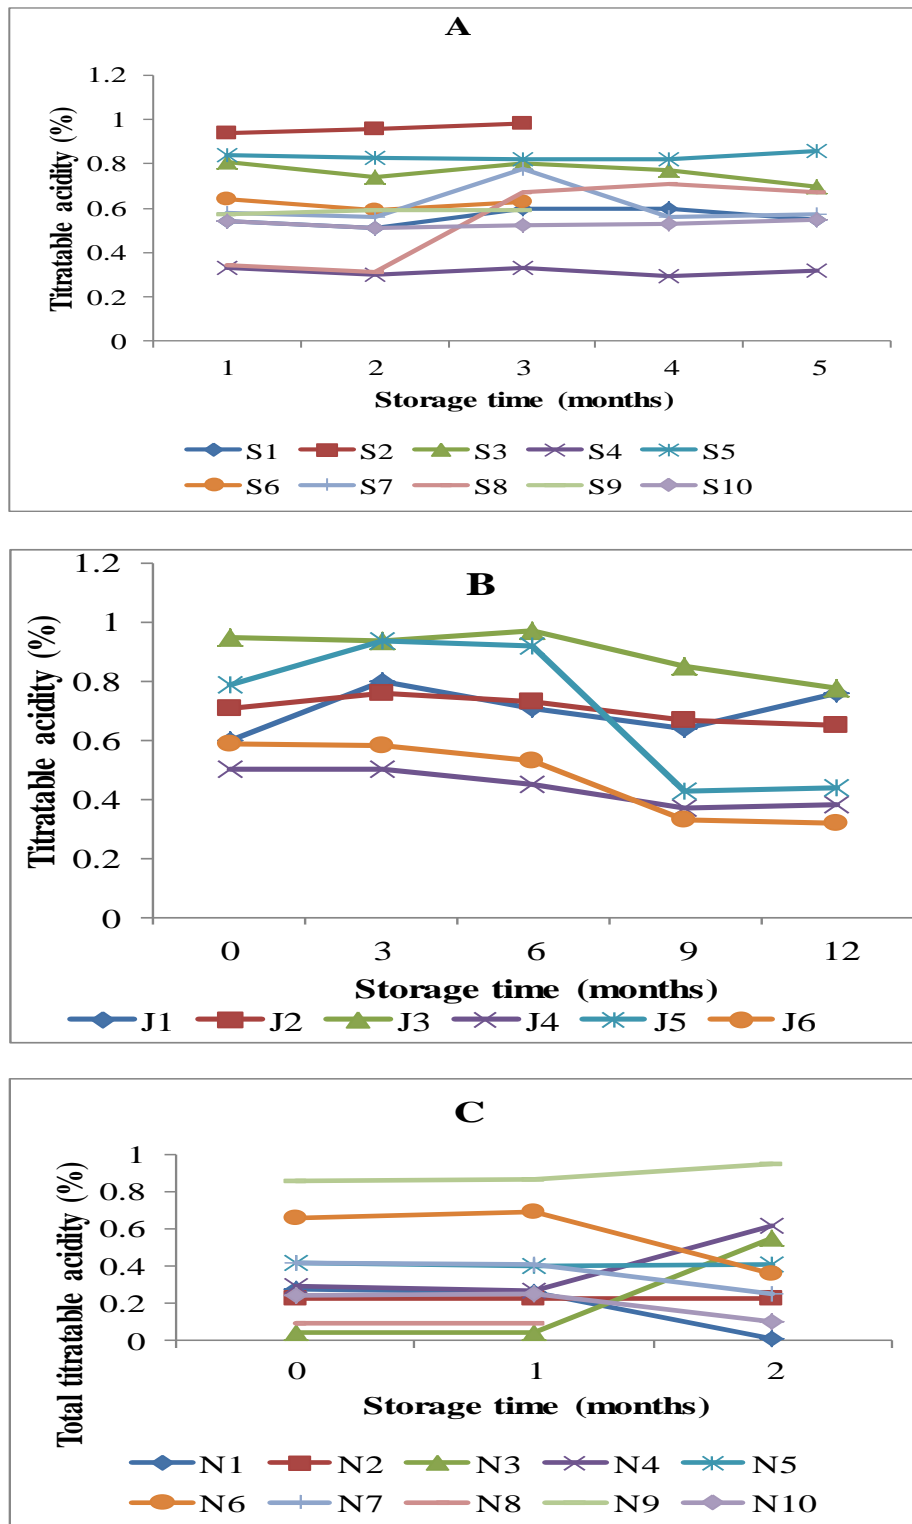 A
Titratable acidity (%)
1.2
1
0.8
0.6
0.4
0.2
0
1 2 3 4 5
Storage time (months)
S1 S2 S3 S4 S5
S6 S7 S8 S9 S10
B
Titratable acidity (%)
1.2
1
0.8
0.6
0.4
0.2
0
0 3 6 9 12
Storage time (months)
J1 J2 J3 J4 J5 J6
C
Total titratable acidity (%)
1
0.8
0.6
0.4
0.2
0
0 1 2
Storage time (months)
N1 N2 N3 N4 N5
N6 N7 N8 N9 N10